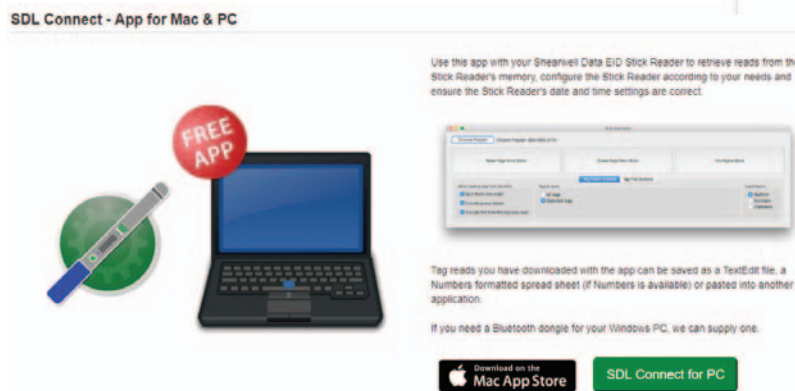 SDL Connect - App for Mac & PC
Use this app with your Shearwell Data EID Stick Reader to retrieve reads from the
Stick Reader's memory, configure the Stick Reader according to your needs and
ensure the Stick Reader's date and time settings are correct.
FREE
APP
Tag reads you have downloaded with the app can be saved as a TextEdit file, a
Numbers formatted spread sheet (if Numbers is available) or pasted into another
application.
If you need a Bluetooth dongle for your Windows PC, we can supply one.
Download on the
Mac App Store
SDL Connect for PC